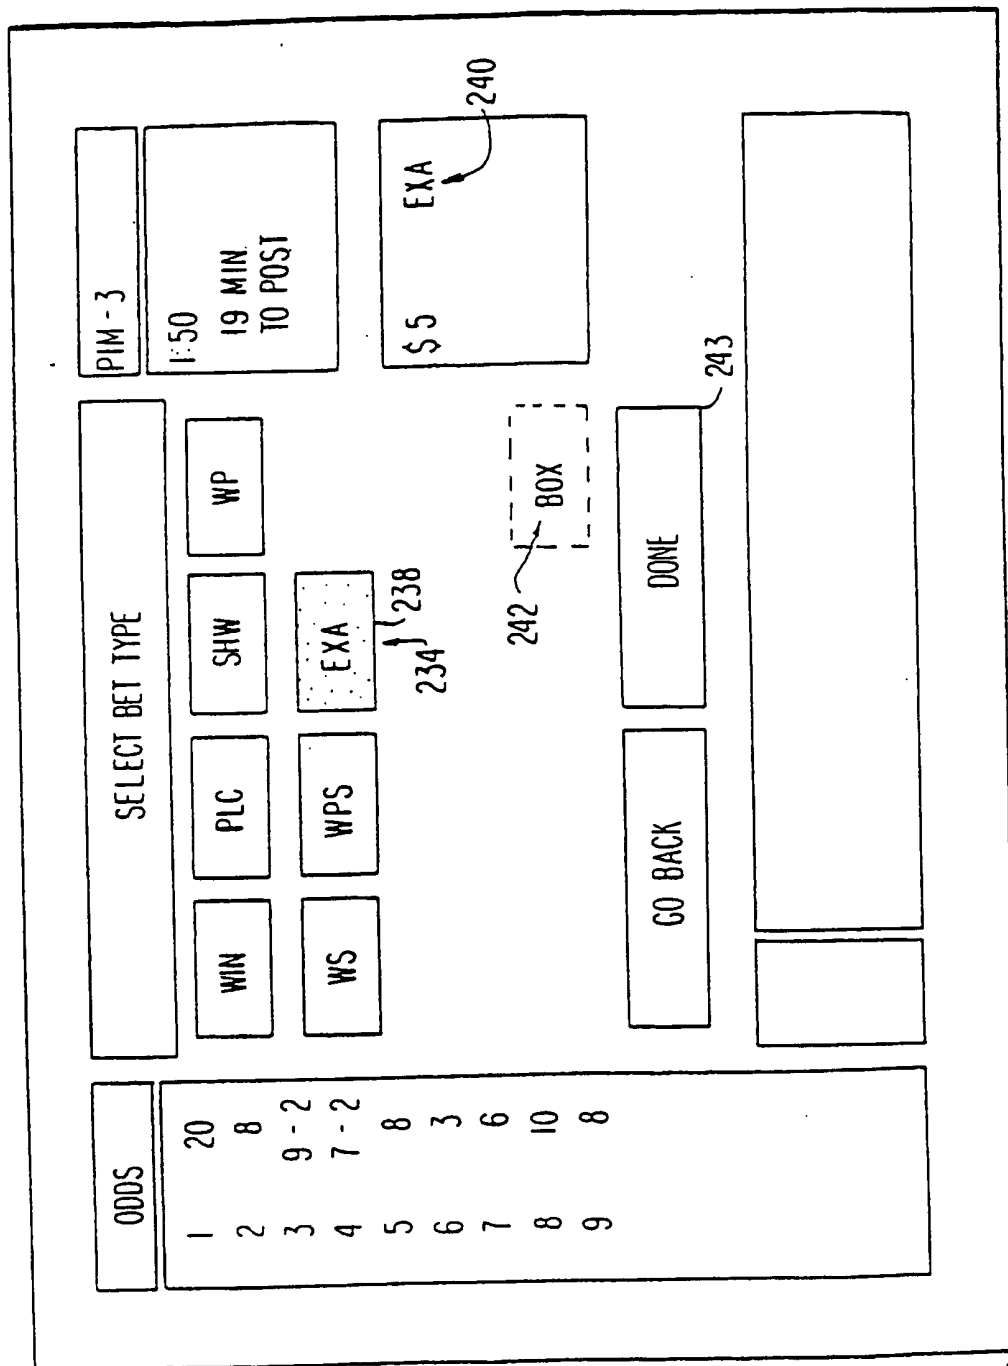 ODDS
1 20
2 8
3 9-2
4 7-2
5 8
6 3
7 6
8 10
9 8
SELECT BET TYPE
WIN PLC SHW WP
WS WPS EXA
234 238
242
BOX
GO BACK DONE
243
PIM-3
1:50
19 MIN.
TO POST
$5 EXA
240